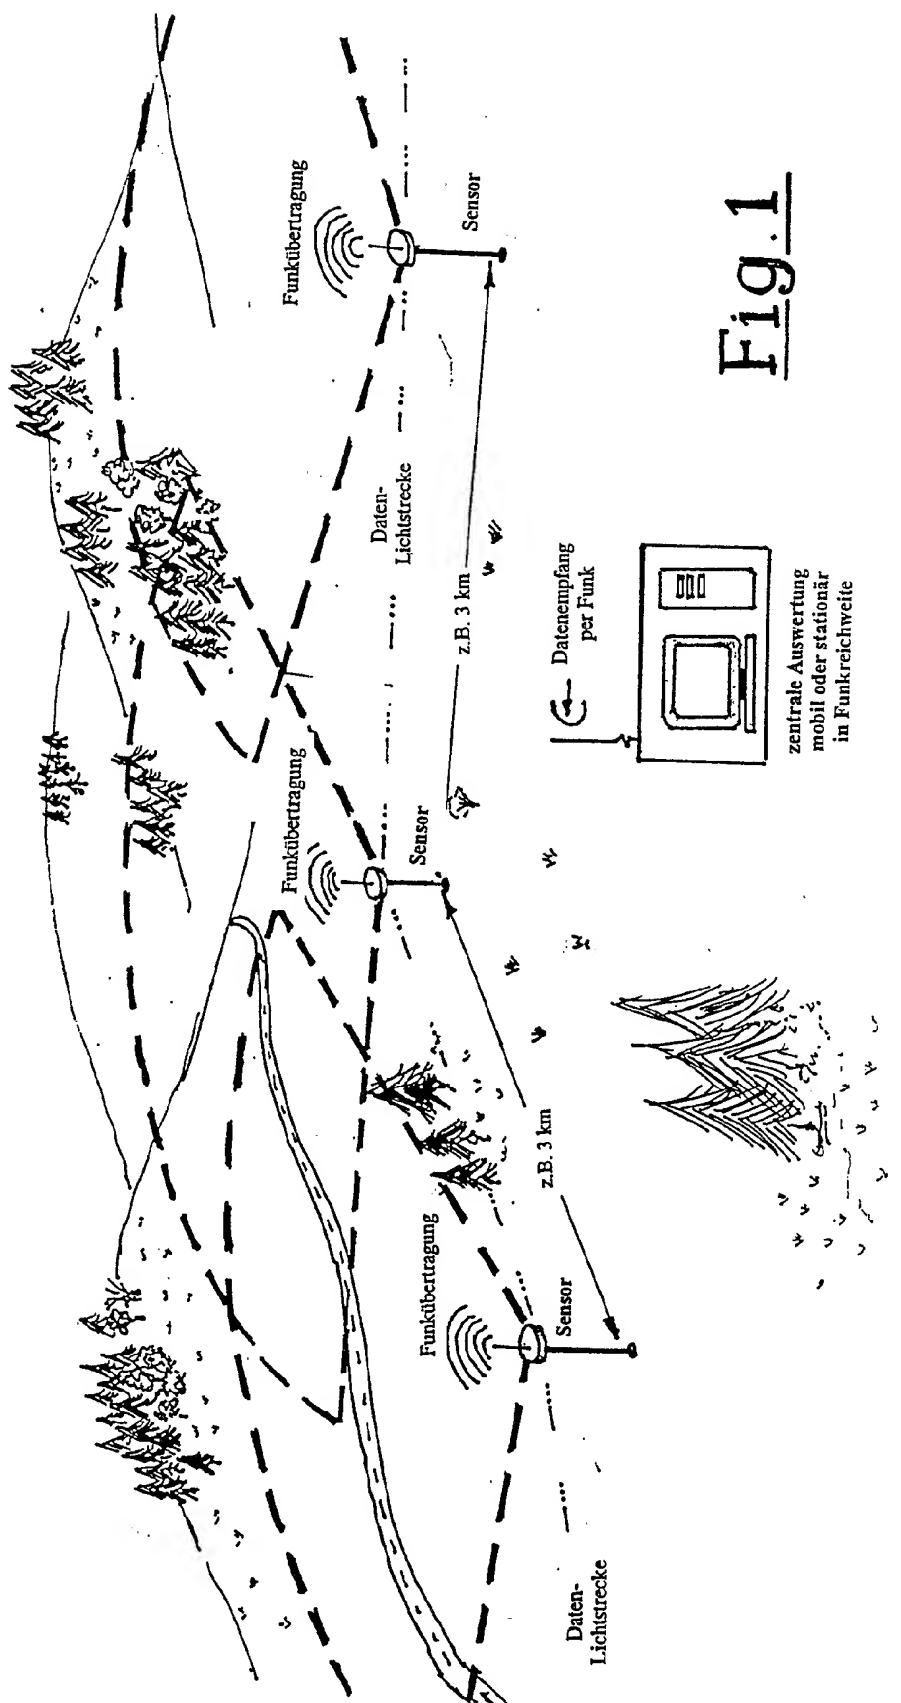 Funkübertragung
Sensor
Daten-
Lichtstrecke
z.B. 3 km
Funkübertragung
Sensor
z.B. 3 km
Funkübertragung
Sensor
Daten-
Lichtstrecke
Datenempfang
per Funk
zentrale Auswertung
mobil oder stationär
in Funkreichweite
Fig.1